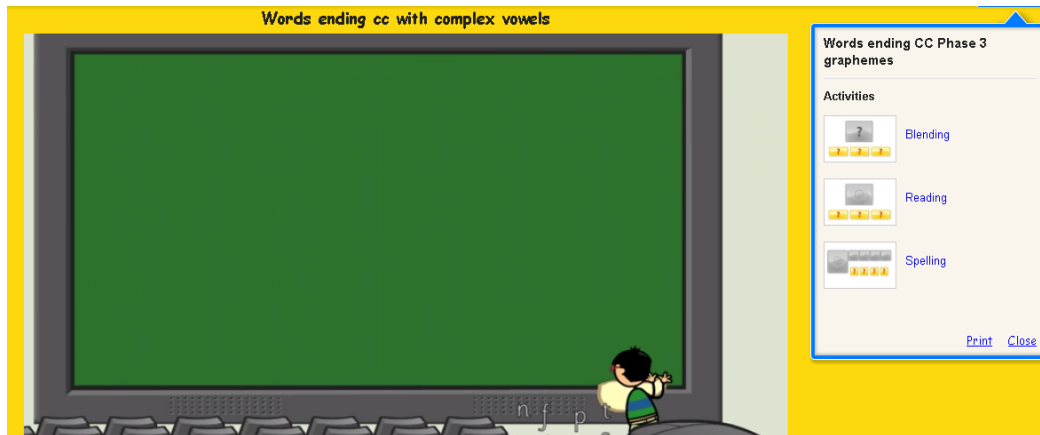 Words ending cc with complex vowels
Words ending CC Phase 3
graphemes
Activities
?
? ? ?
Blending
? ? ?
Reading
? ? ? ?
Spelling
Print Close
n f p t